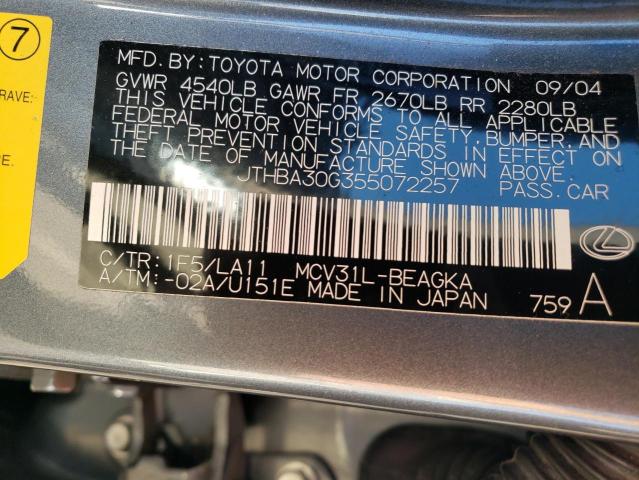 7
RAVE:
MFD. BY: TOYOTA MOTOR CORPORATION 09/04
GVWR 4540LB GAWR FR 2670LB RR 2280LB
THIS VEHICLE CONFORMS TO ALL APPLICABLE
FEDERAL MOTOR VEHICLE SAFETY, BUMPER, AND
THEFT PREVENTION STANDARDS IN EFFECT ON
THE DATE OF MANUFACTURE SHOWN ABOVE.
JTHBA30G355072257 PASS. CAR
C/TR: 1F5/LA11 MCV31L-BEAGKA
A/TM: -02A/U151E MADE IN JAPAN 759 A